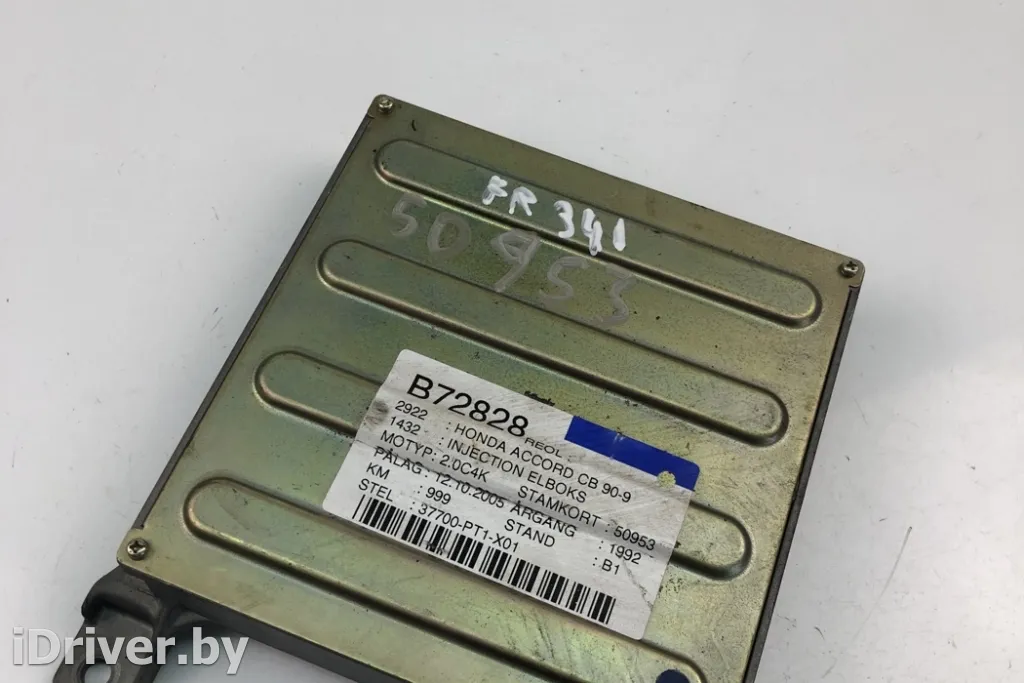 FR 341
50953
B72828 REOL
2922 : HONDA ACCORD CB 90-9
1432 : INJECTION ELBOKS
MOTYP: 2.0C4K STAMKORT : 50953
PÅLAG : 12.10.2005 ÅRGANG : 1992
KM : 999 STAND : B1
STEL : 37700-PT1-X01
iDriver.by